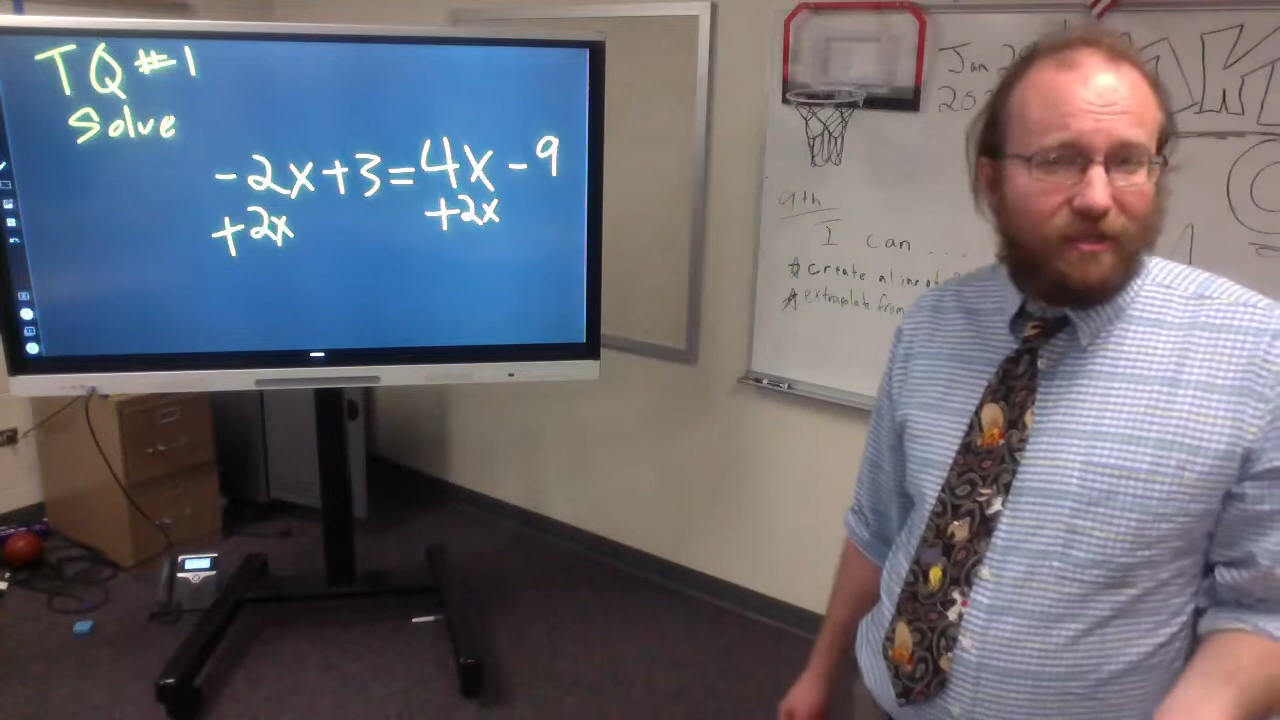 TQ #1
Solve
-2x+3=4x-9
+2x +2x
Jan
9th
I can ....
create a line of
extrapolate from